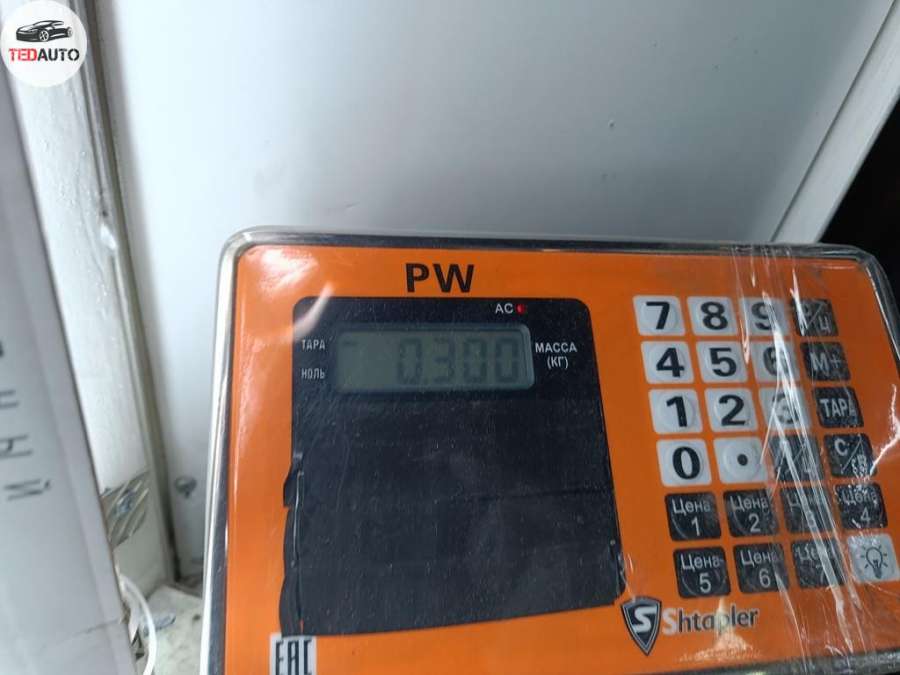 TEDAUTO
PW
AC
ТАРА
НОЛЬ
0.300
МАССА
(КГ)
7 8 9
4 5 6 М+
1 2 3 ТАРА
0 . С
Цена 1
Цена 2
Цена 4
Цена 5
Цена 6
Shtapler
EAC